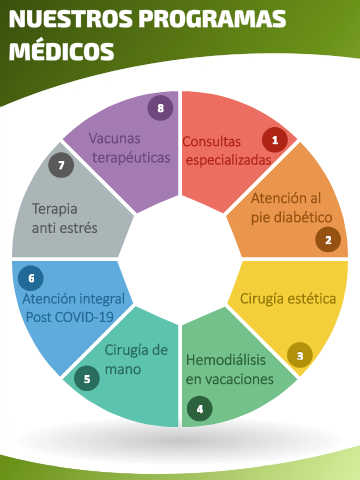 NUESTROS PROGRAMAS
MÉDICOS
1
Consultas
especializadas
Atención al
pie diabético
2
Cirugía estética
3
Hemodiálisis
en vacaciones
4
Cirugía de
mano
5
6
Atención integral
Post COVID-19
7
Terapia
anti estrés
8
Vacunas
terapéuticas